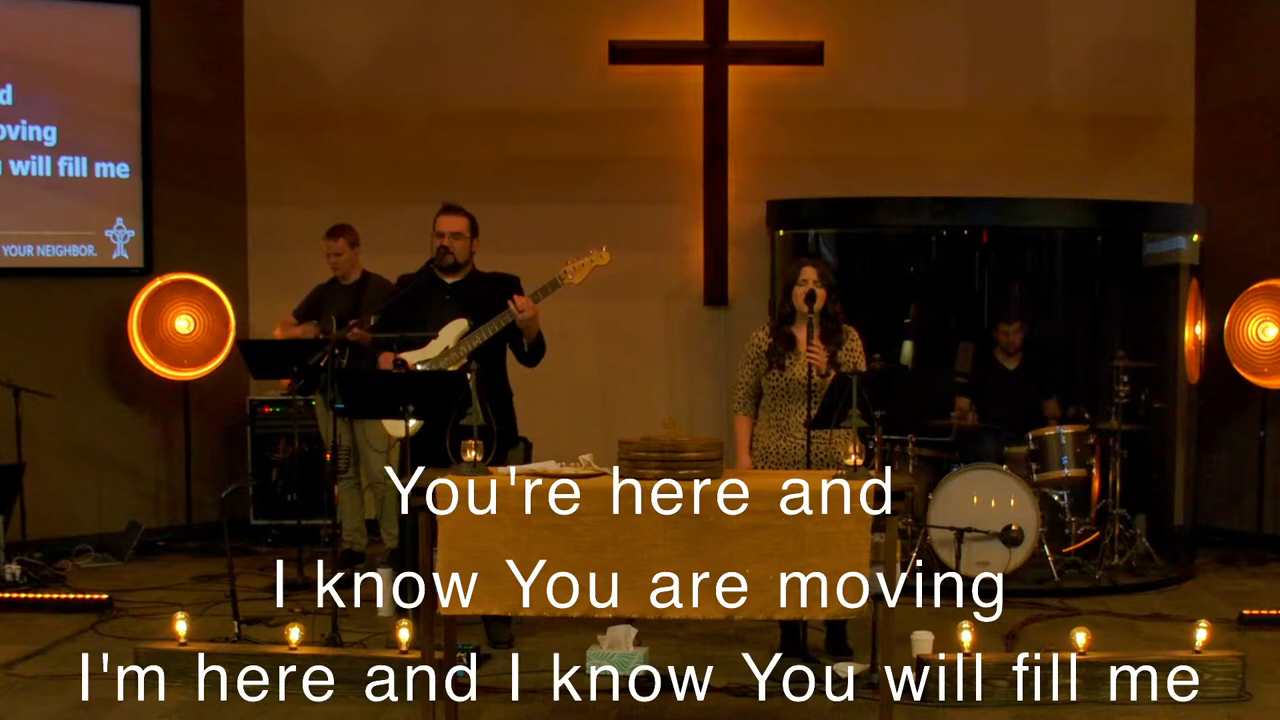 d
oving
will fill me
YOUR NEIGHBOR.
You're here and
I know You are moving
I'm here and I know You will fill me